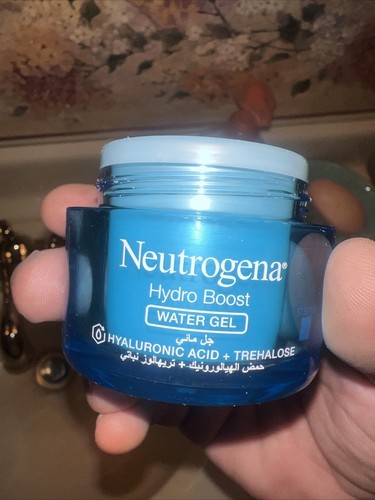 Neutrogena®
Hydro Boost
WATER GEL
جل مائي
HYALURONIC ACID + TREHALOSE
حمض الهيالورونيك + تريهالوز نباتي